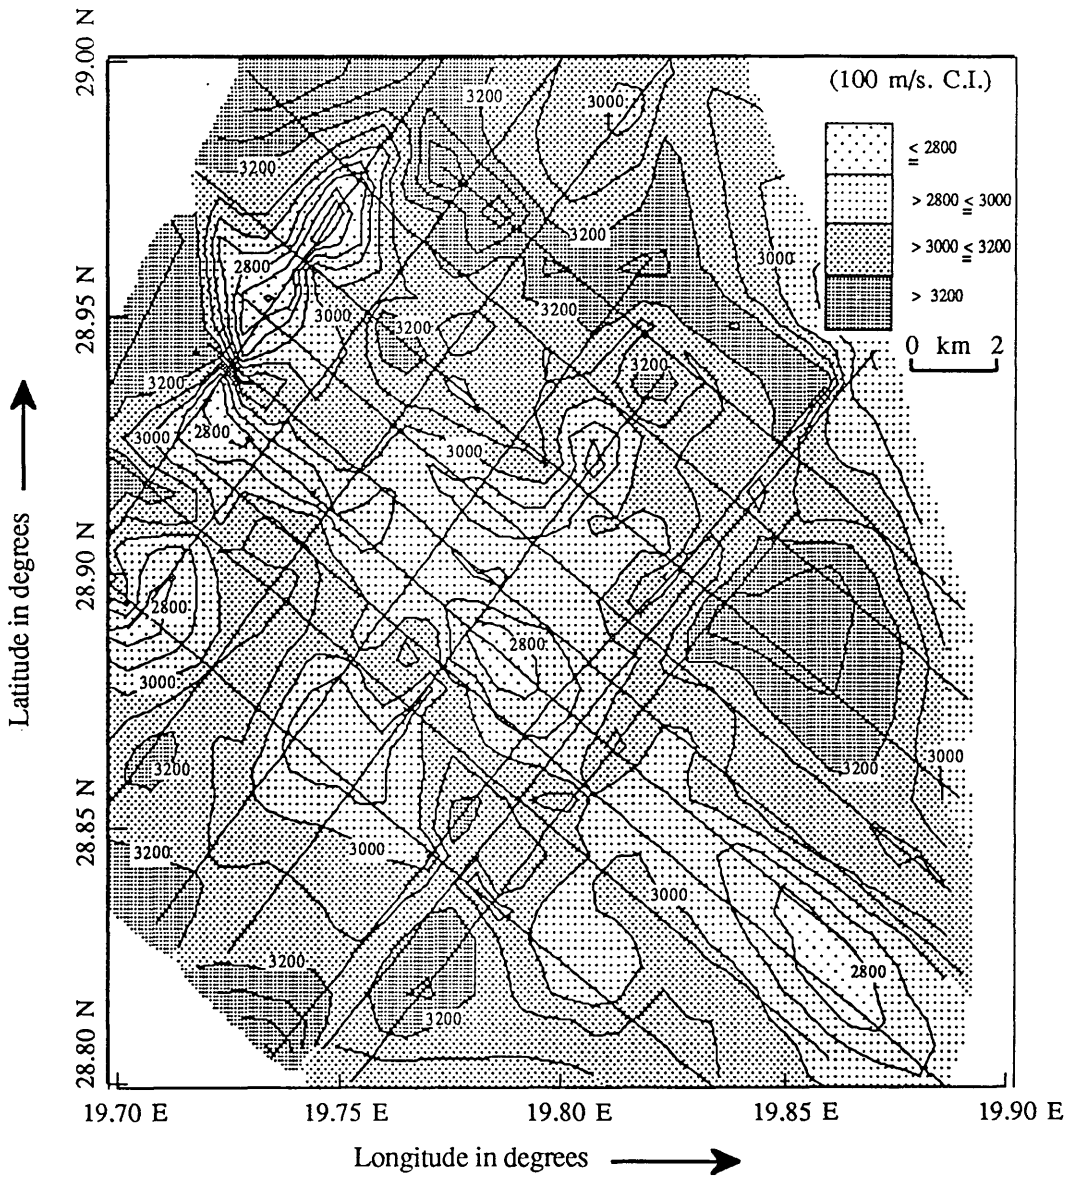 29.00 N
28.95 N
28.90 N
28.85 N
28.80 N
Latitude in degrees
(100 m/s. C.I.)
≤ 2800
> 2800 ≤ 3000
> 3000 ≤ 3200
> 3200
0 km 2
3200
3000
3200
3200
3000
2800
3000
3200
3200
3200
3200
3000
2800
3000
2800
2800
3000
3200
3200
3000
3200
3000
3000
3200
2800
3200
19.70 E
19.75 E
19.80 E
19.85 E
19.90 E
Longitude in degrees